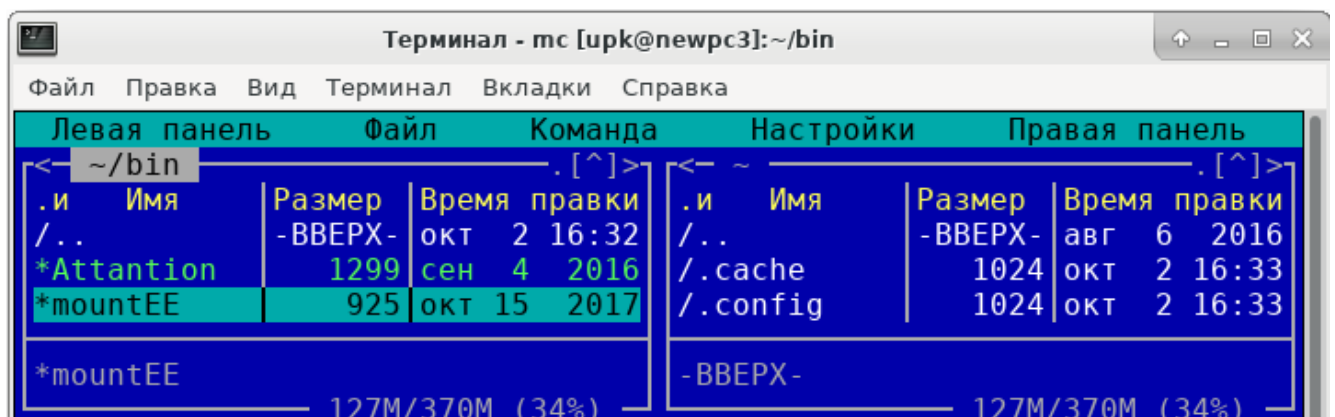 Терминал - mc [upk@newpc3]:~/bin
Файл Правка Вид Терминал Вкладки Справка
Левая панель Файл Команда Настройки Правая панель
<─ ~/bin ─.[^]>┐ <─ ~ ─.[^]>┐
.и Имя Размер Время правки .и Имя Размер Время правки
/.. -ВВЕРХ- окт 2 16:32 /.. -ВВЕРХ- авг 6 2016
*Attantion 1299 сен 4 2016 /.cache 1024 окт 2 16:33
*mountEE 925 окт 15 2017 /.config 1024 окт 2 16:33
*mountEE -ВВЕРХ-
127M/370M (34%) 127M/370M (34%)